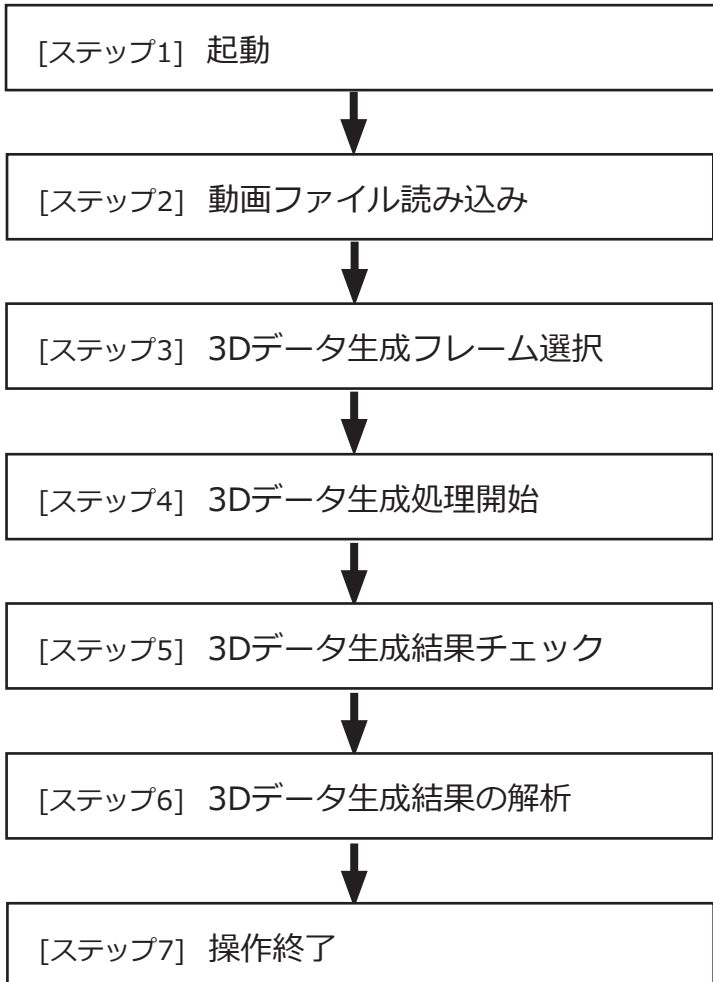 [ステップ1] 起動
[ステップ2] 動画ファイル読み込み
[ステップ3] 3Dデータ生成フレーム選択
[ステップ4] 3Dデータ生成処理開始
[ステップ5] 3Dデータ生成結果チェック
[ステップ6] 3Dデータ生成結果の解析
[ステップ7] 操作終了